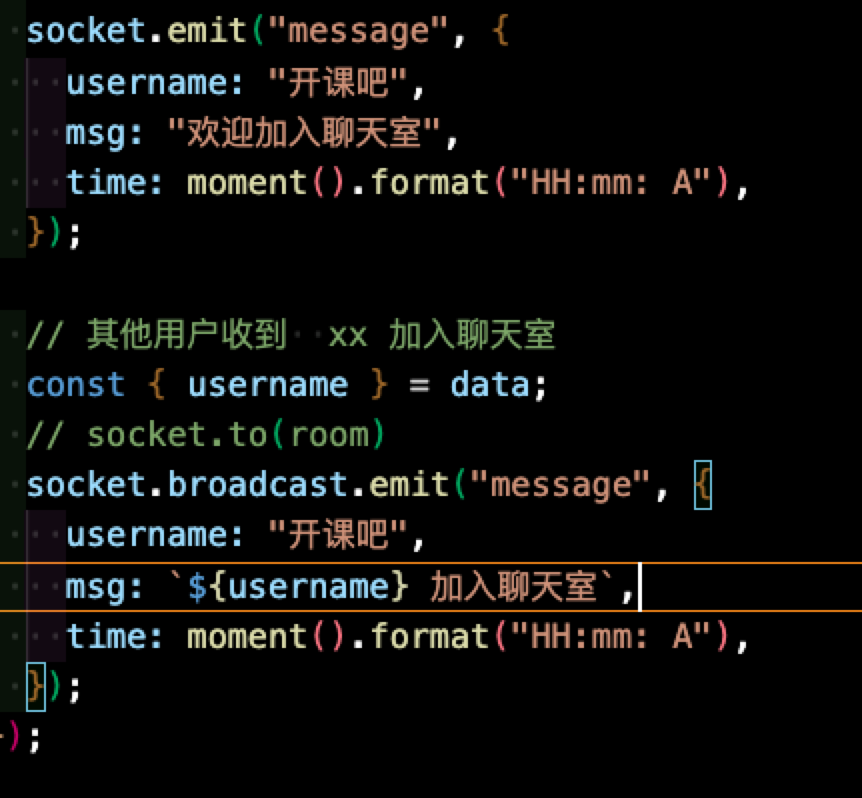 socket.emit("message", {
username: "开课吧",
msg: "欢迎加入聊天室",
time: moment().format("HH:mm: A"),
});
// 其他用户收到  xx 加入聊天室
const { username } = data;
// socket.to(room)
socket.broadcast.emit("message", {
username: "开课吧",
msg: `${username} 加入聊天室`,
time: moment().format("HH:mm: A"),
});
});